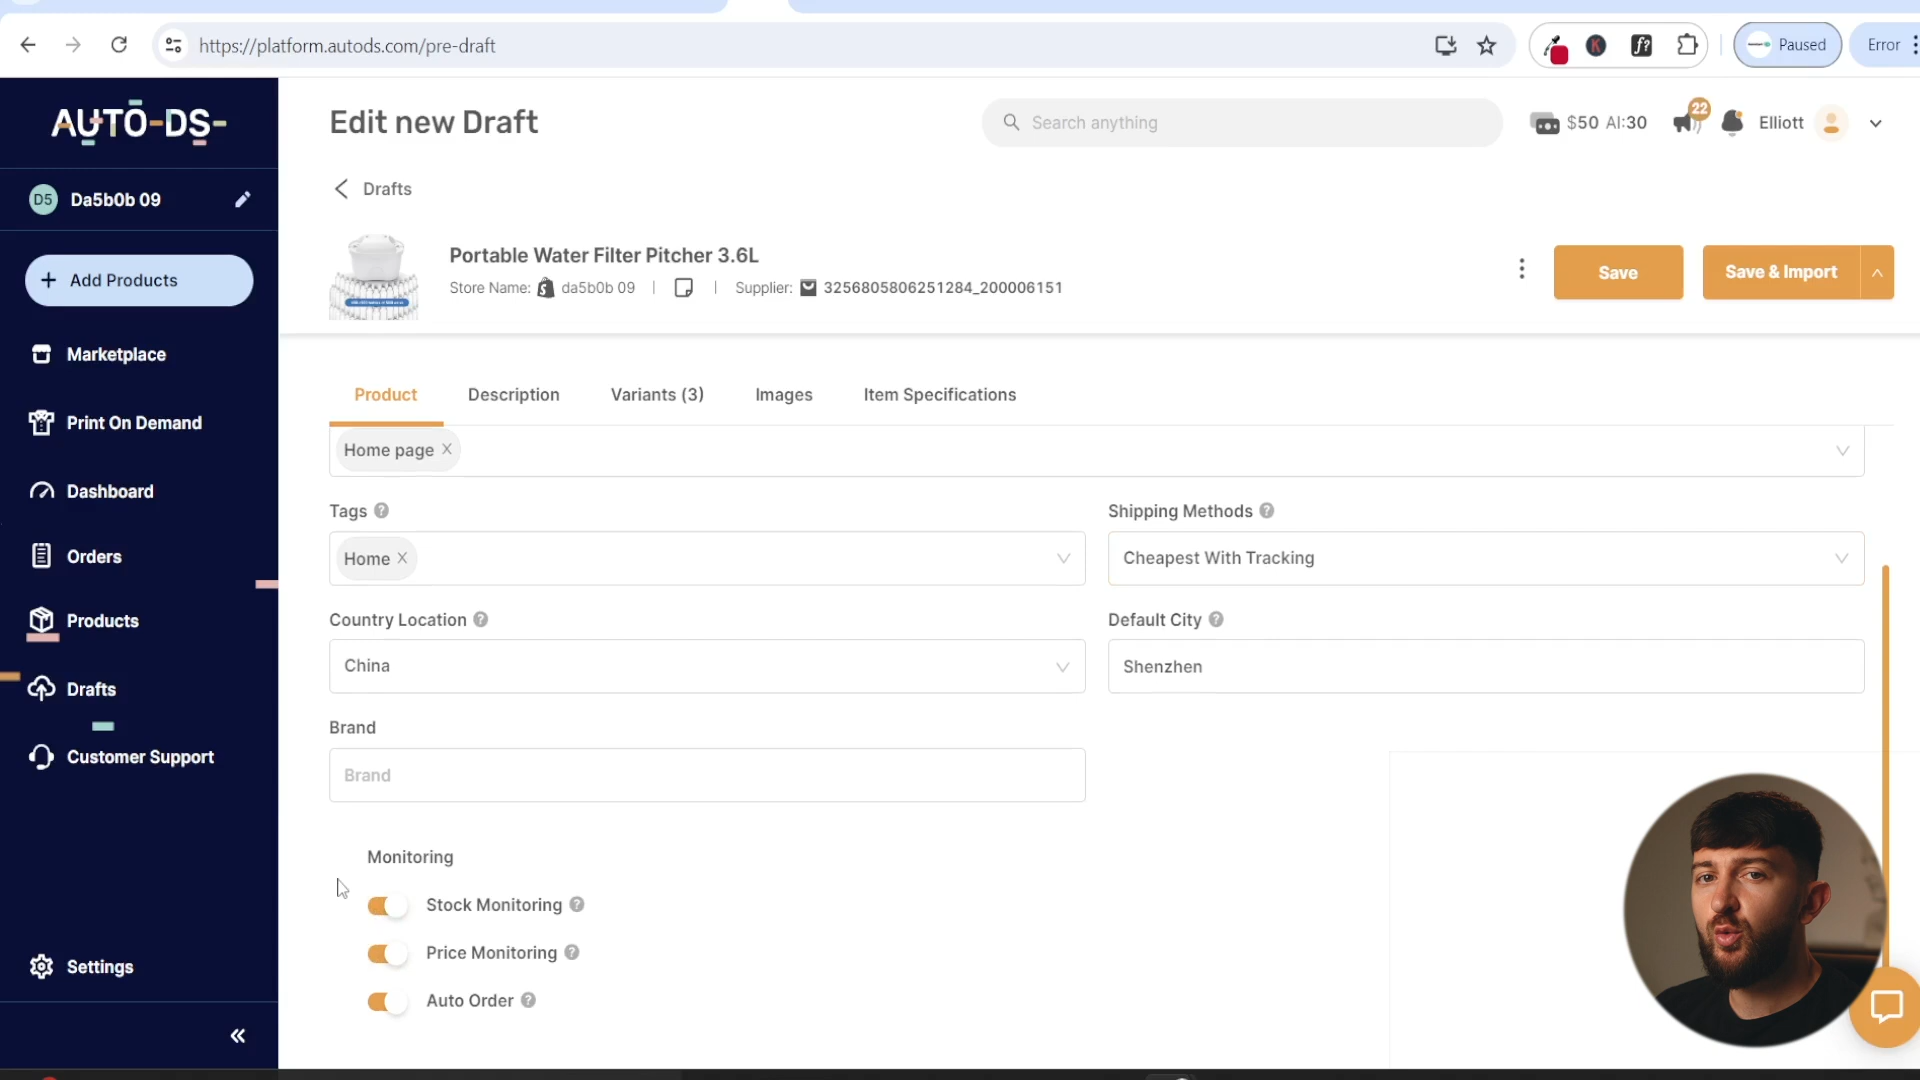 https://platform.autods.com/pre-draft
Paused
Error
AUTO-DS-
Edit new Draft
Search anything
$50 AI:30
22
Elliott
D5 Da5b0b 09
Drafts
Add Products
Portable Water Filter Pitcher 3.6L
Store Name: da5b0b 09 | | Supplier: 3256805806251284_200006151
Save
Save & Import
Marketplace
Print On Demand
Dashboard
Orders
Products
Drafts
Customer Support
Settings
Product
Description
Variants (3)
Images
Item Specifications
Home page
Tags
Shipping Methods
Home
Cheapest With Tracking
Country Location
Default City
China
Shenzhen
Brand
Brand
Monitoring
Stock Monitoring
Price Monitoring
Auto Order